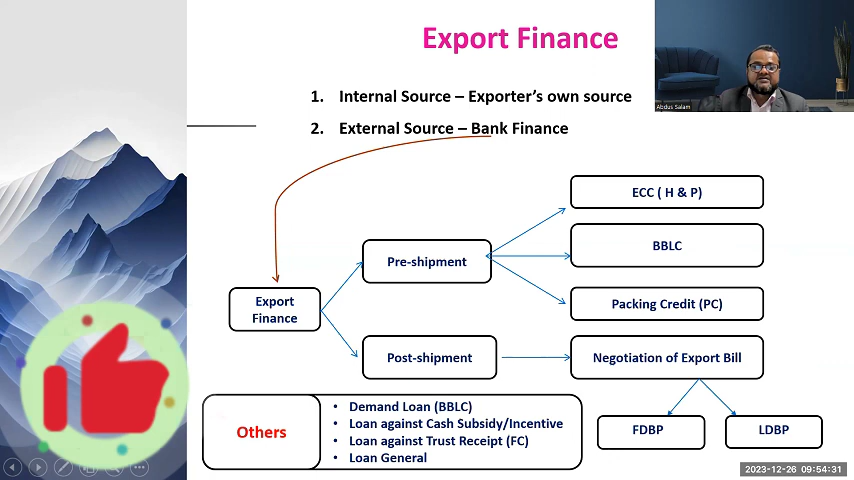 Export Finance
1. Internal Source – Exporter's own source
2. External Source – Bank Finance
Abdus Salam
ECC ( H & P)
BBLC
Pre-shipment
Packing Credit (PC)
Export
Finance
Post-shipment
Negotiation of Export Bill
Others
• Demand Loan (BBLC)
• Loan against Cash Subsidy/Incentive
• Loan against Trust Receipt (FC)
• Loan General
FDBP
LDBP
2023-12-26 09:54:31